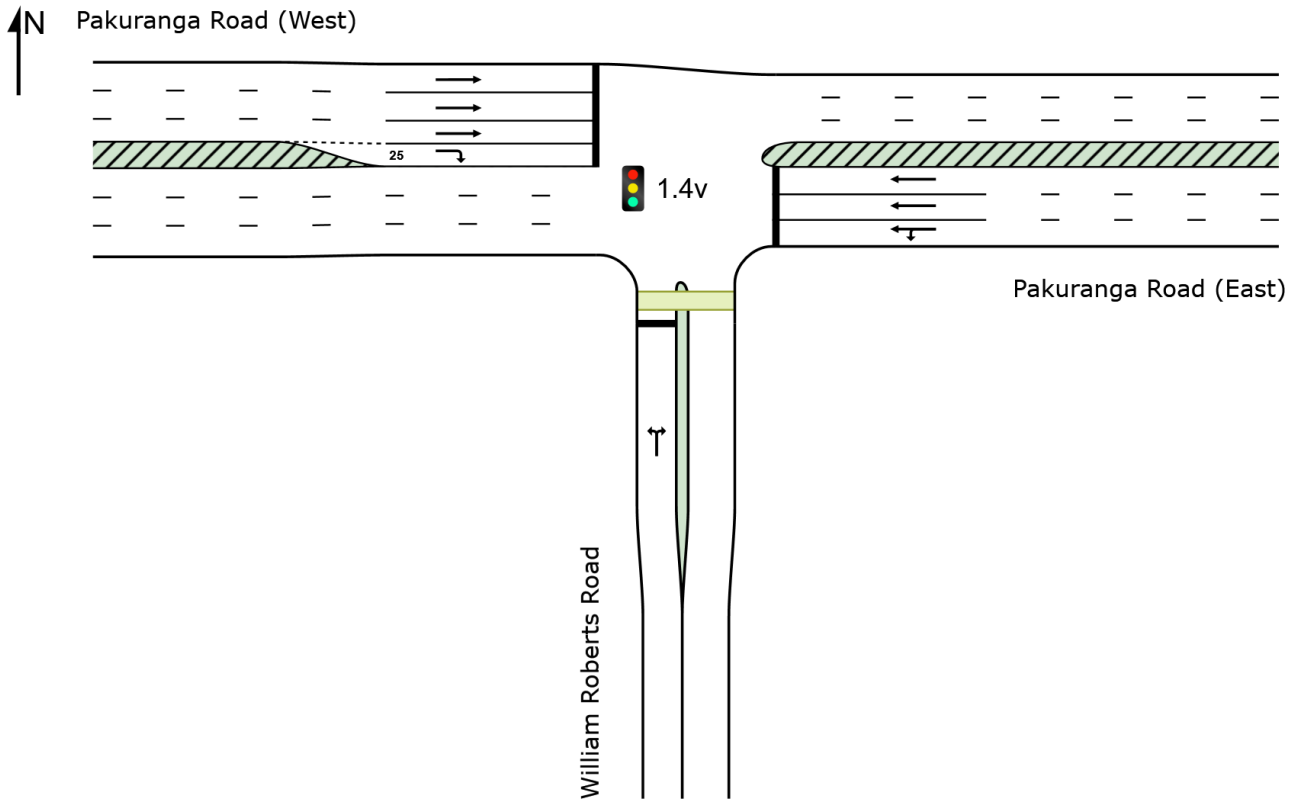 N
Pakuranga Road (West)
25
1.4v
Pakuranga Road (East)
William Roberts Road